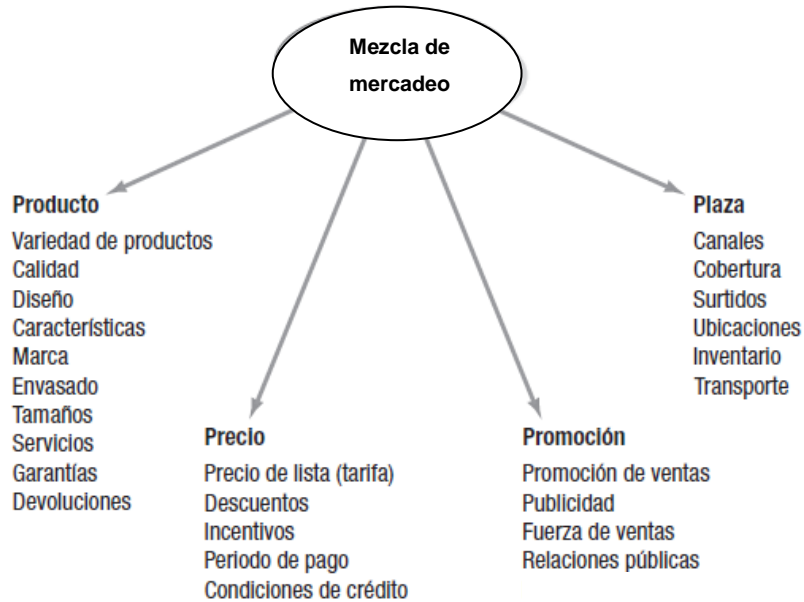 Mezcla de
mercadeo
Producto
Variedad de productos
Calidad
Diseño
Características
Marca
Envasado
Tamaños
Servicios
Garantías
Devoluciones
Precio
Precio de lista (tarifa)
Descuentos
Incentivos
Periodo de pago
Condiciones de crédito
Promoción
Promoción de ventas
Publicidad
Fuerza de ventas
Relaciones públicas
Plaza
Canales
Cobertura
Surtidos
Ubicaciones
Inventario
Transporte